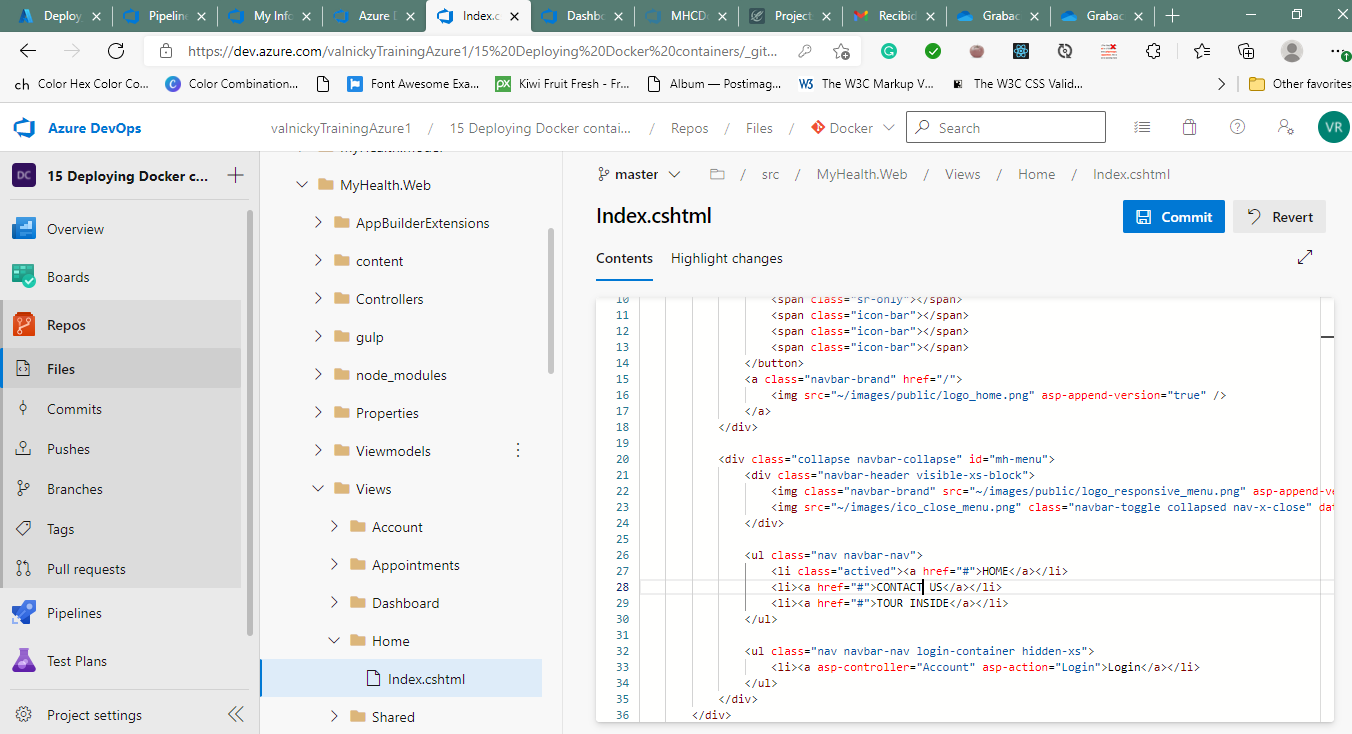 Deploy
Pipelin
My Info
Azure D
Index.c
Dashbo
MHCD
Project
Recibid
Grabac
Grabac
https://dev.azure.com/valnickyTrainingAzure1/15%20Deploying%20Docker%20containers/_git...
ch Color Hex Color Co...
Color Combination...
Font Awesome Exa...
Kiwi Fruit Fresh - Fr...
Album — Postimag...
The W3C Markup V...
The W3C CSS Valid...
Other favorites
Azure DevOps
valnickyTrainingAzure1 / 15 Deploying Docker contai... / Repos / Files / Docker
Search
VR
DC 15 Deploying Docker c...
Overview
Boards
Repos
Files
Commits
Pushes
Branches
Tags
Pull requests
Pipelines
Test Plans
Project settings
MyHealth.Web
AppBuilderExtensions
content
Controllers
gulp
node_modules
Properties
Viewmodels
Views
Account
Appointments
Dashboard
Home
Index.cshtml
Shared
master / src / MyHealth.Web / Views / Home / Index.cshtml
Index.cshtml
Commit
Revert
Contents
Highlight changes
10 <span class="sr-only"></span>
11 <span class="icon-bar"></span>
12 <span class="icon-bar"></span>
13 <span class="icon-bar"></span>
14 </button>
15 <a class="navbar-brand" href="/">
16 <img src="~/images/public/logo_home.png" asp-append-version="true" />
17 </a>
18 </div>
19
20 <div class="collapse navbar-collapse" id="mh-menu">
21 <div class="navbar-header visible-xs-block">
22 <img class="navbar-brand" src="~/images/public/logo_responsive_menu.png" asp-append-ve
23 <img src="~/images/ico_close_menu.png" class="navbar-toggle collapsed nav-x-close" dat
24 </div>
25
26 <ul class="nav navbar-nav">
27 <li class="actived"><a href="#">HOME</a></li>
28 <li><a href="#">CONTACT US</a></li>
29 <li><a href="#">TOUR INSIDE</a></li>
30 </ul>
31
32 <ul class="nav navbar-nav login-container hidden-xs">
33 <li><a asp-controller="Account" asp-action="Login">Login</a></li>
34 </ul>
35 </div>
36 </div>